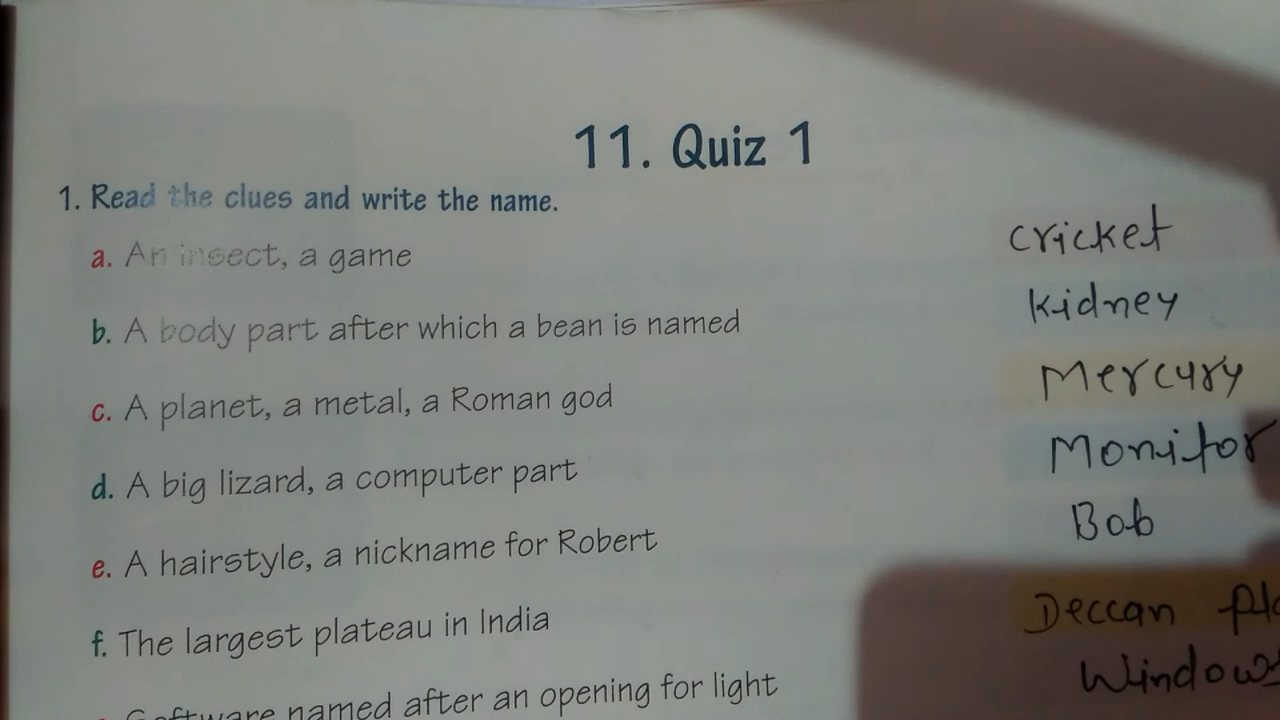 11. Quiz 1
1. Read the clues and write the name.
a. An insect, a game
cricket
b. A body part after which a bean is named
kidney
c. A planet, a metal, a Roman god
Mercury
d. A big lizard, a computer part
Monitor
e. A hairstyle, a nickname for Robert
Bob
f. The largest plateau in India
Deccan
Software named after an opening for light
Windows